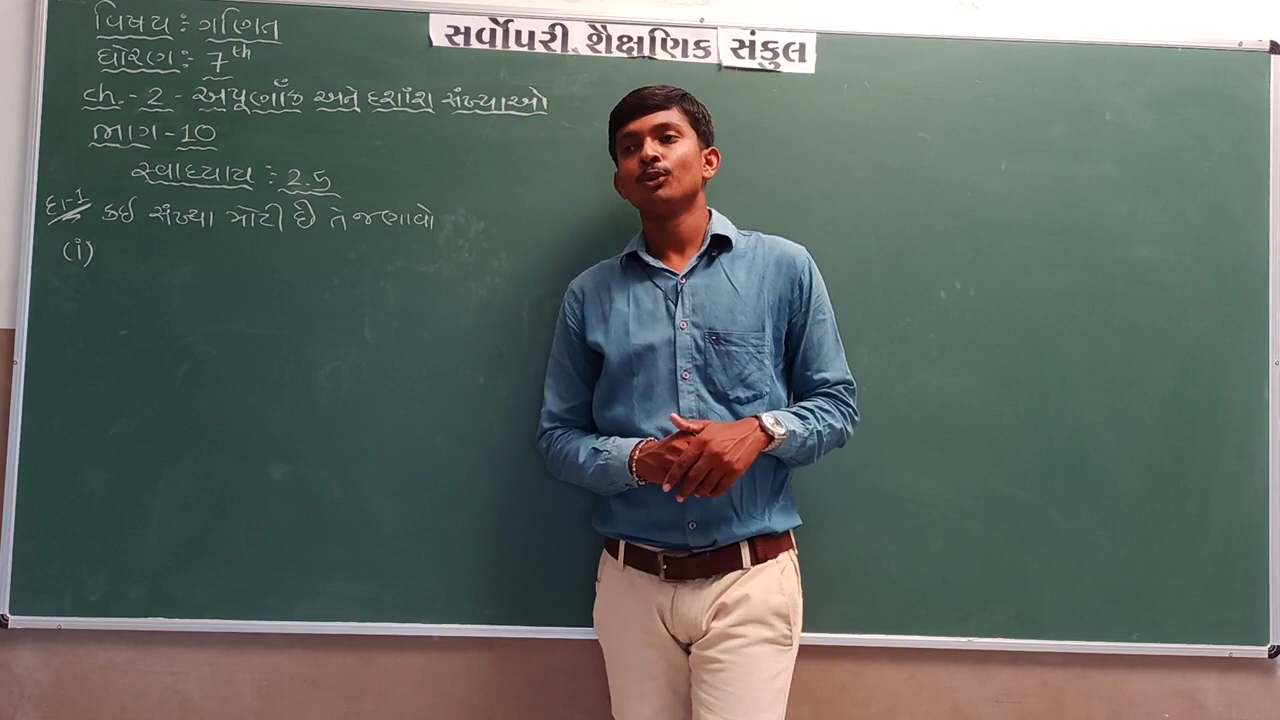 સર્વોપરી શૈક્ષણિક સંકુલ
વિષય : ગણિત
ધોરણ : 7th
ch. - 2 - અપૂર્ણાંક અને દશાંશ સંખ્યાઓ
ભાગ - 10
સ્વાધ્યાય : 2.5
દા-1 કઈ સંખ્યા મોટી છે તે જણાવો
(i)